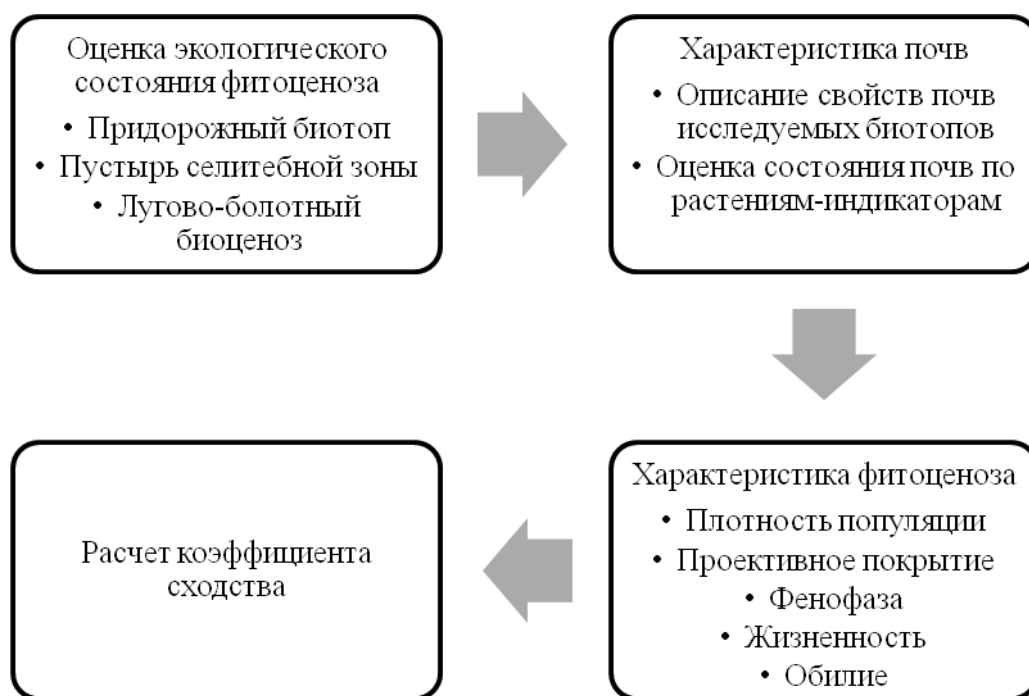 Оценка экологического
состояния фитоценоза
• Придорожный биотоп
• Пустырь селитебной зоны
• Лугово-болотный
биоценоз
Характеристика почв
• Описание свойств почв
исследуемых биотопов
• Оценка состояния почв по
растениям-индикаторам
Характеристика фитоценоза
• Плотность популяции
• Проективное покрытие
• Фенофаза
• Жизненность
• Обилие
Расчет коэффициента
сходства